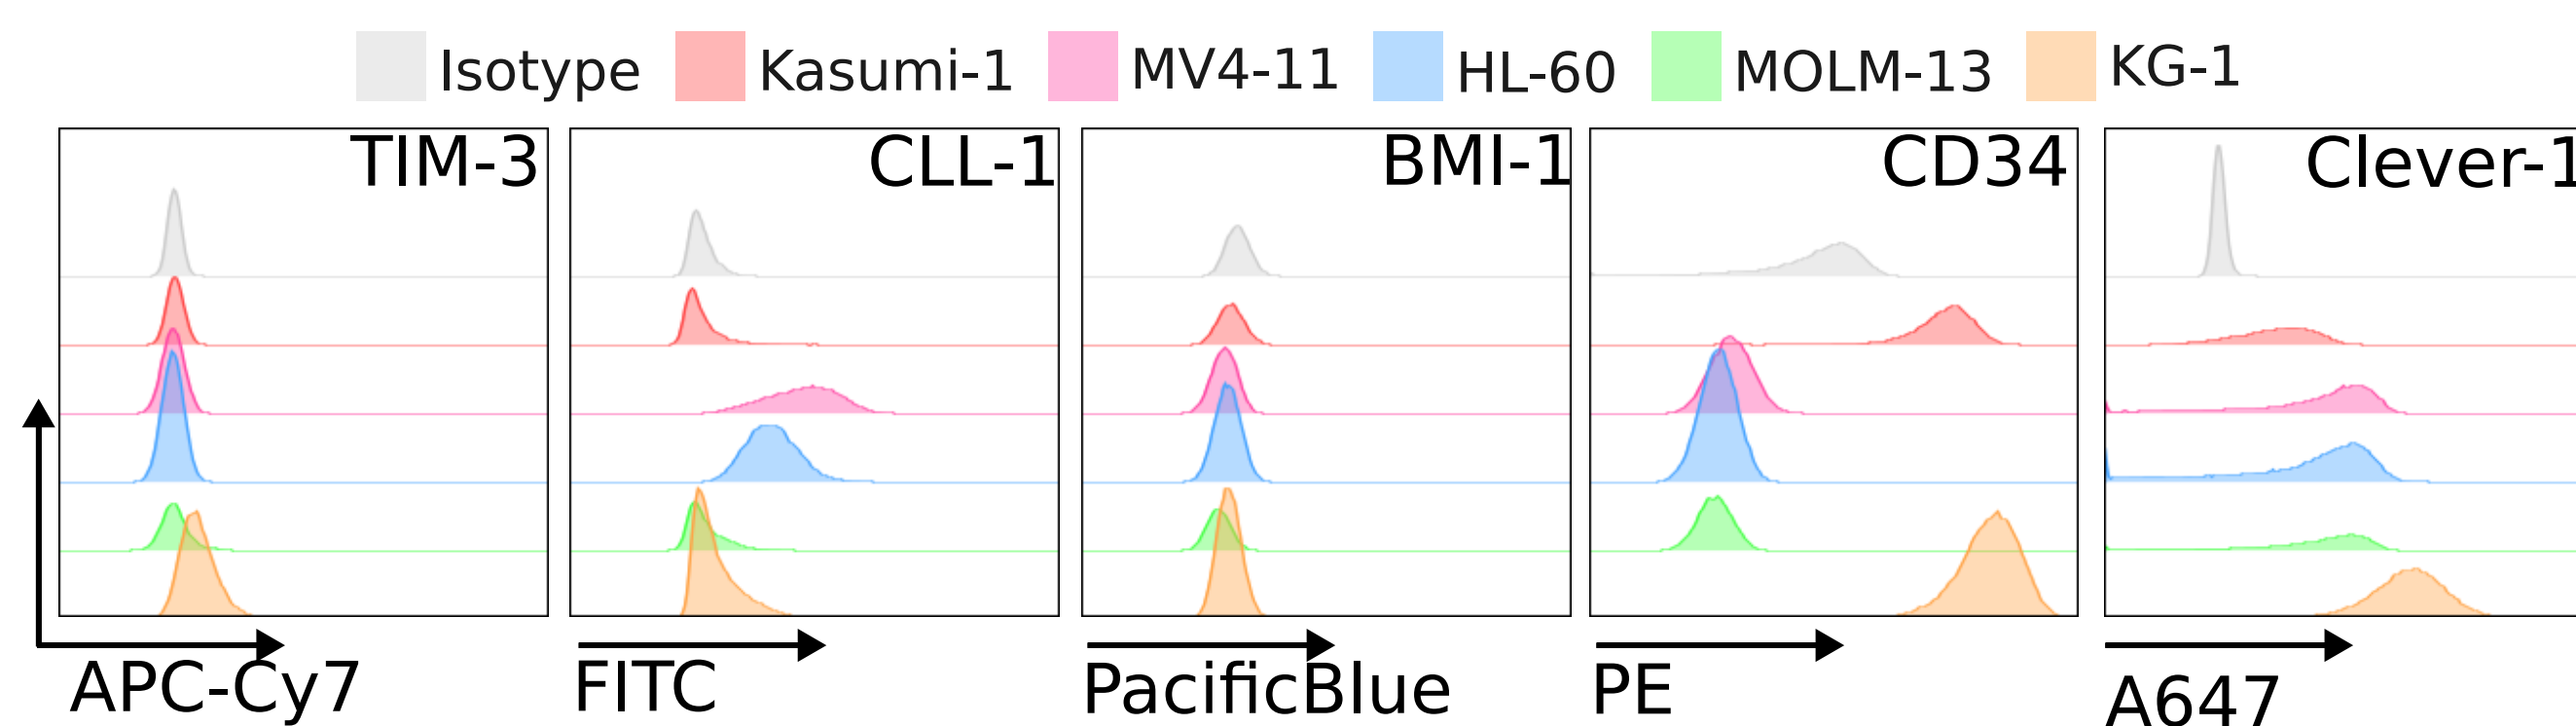 Isotype Kasumi-1 MV4-11 HL-60 MOLM-13 KG-1
TIM-3 CLL-1 BMI-1 CD34 Clever-1
APC-Cy7 FITC PacificBlue PE A647